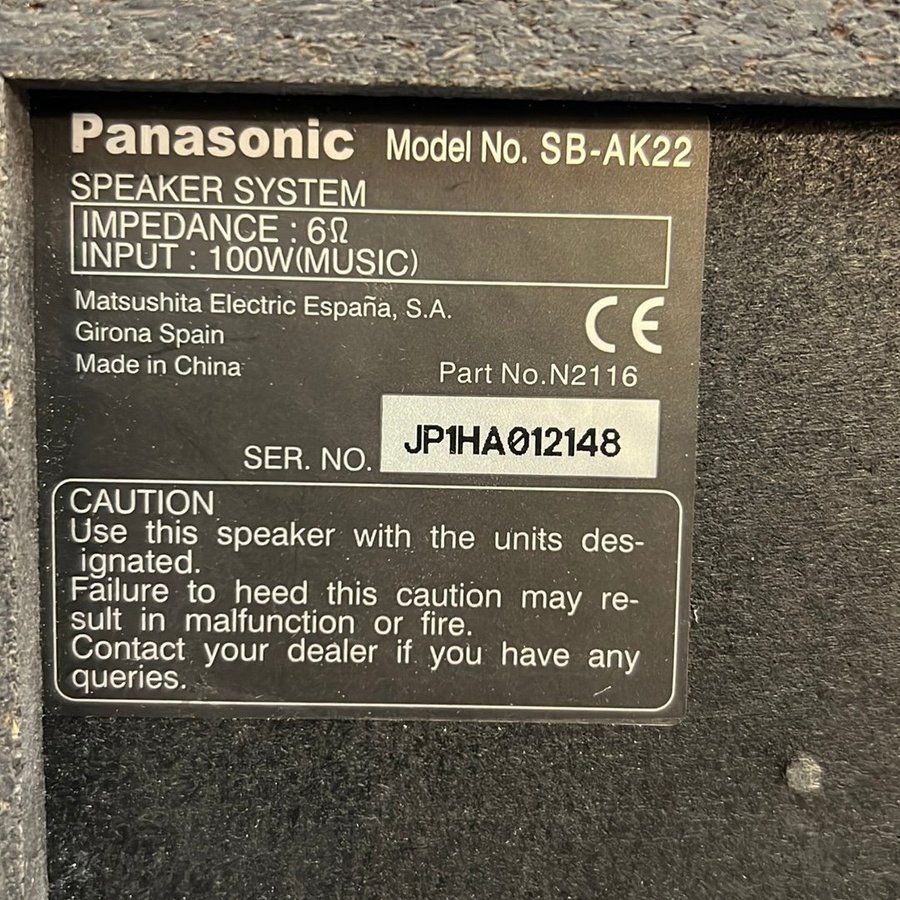 Panasonic Model No. SB-AK22
SPEAKER SYSTEM
IMPEDANCE : 6Ω
INPUT : 100W(MUSIC)
Matsushita Electric España, S.A.
Girona Spain
Made in China
CE
Part No.N2116
SER. NO. JP1HA012148
CAUTION
Use this speaker with the units des-
ignated.
Failure to heed this caution may re-
sult in malfunction or fire.
Contact your dealer if you have any
queries.